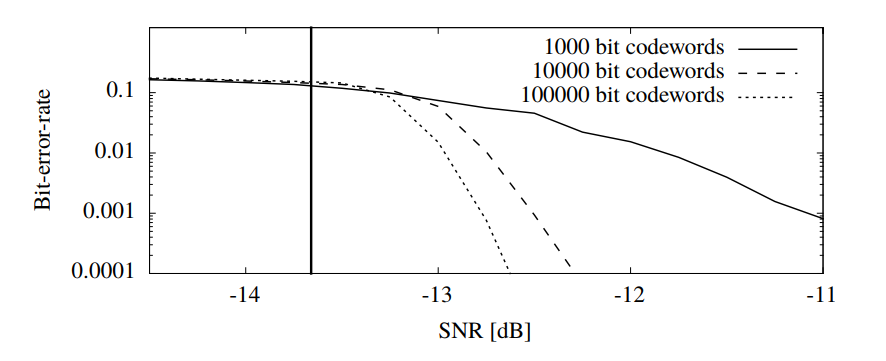 1000 bit codewords
10000 bit codewords
100000 bit codewords
Bit-error-rate
0.1
0.01
0.001
0.0001
-14 -13 -12 -11
SNR [dB]